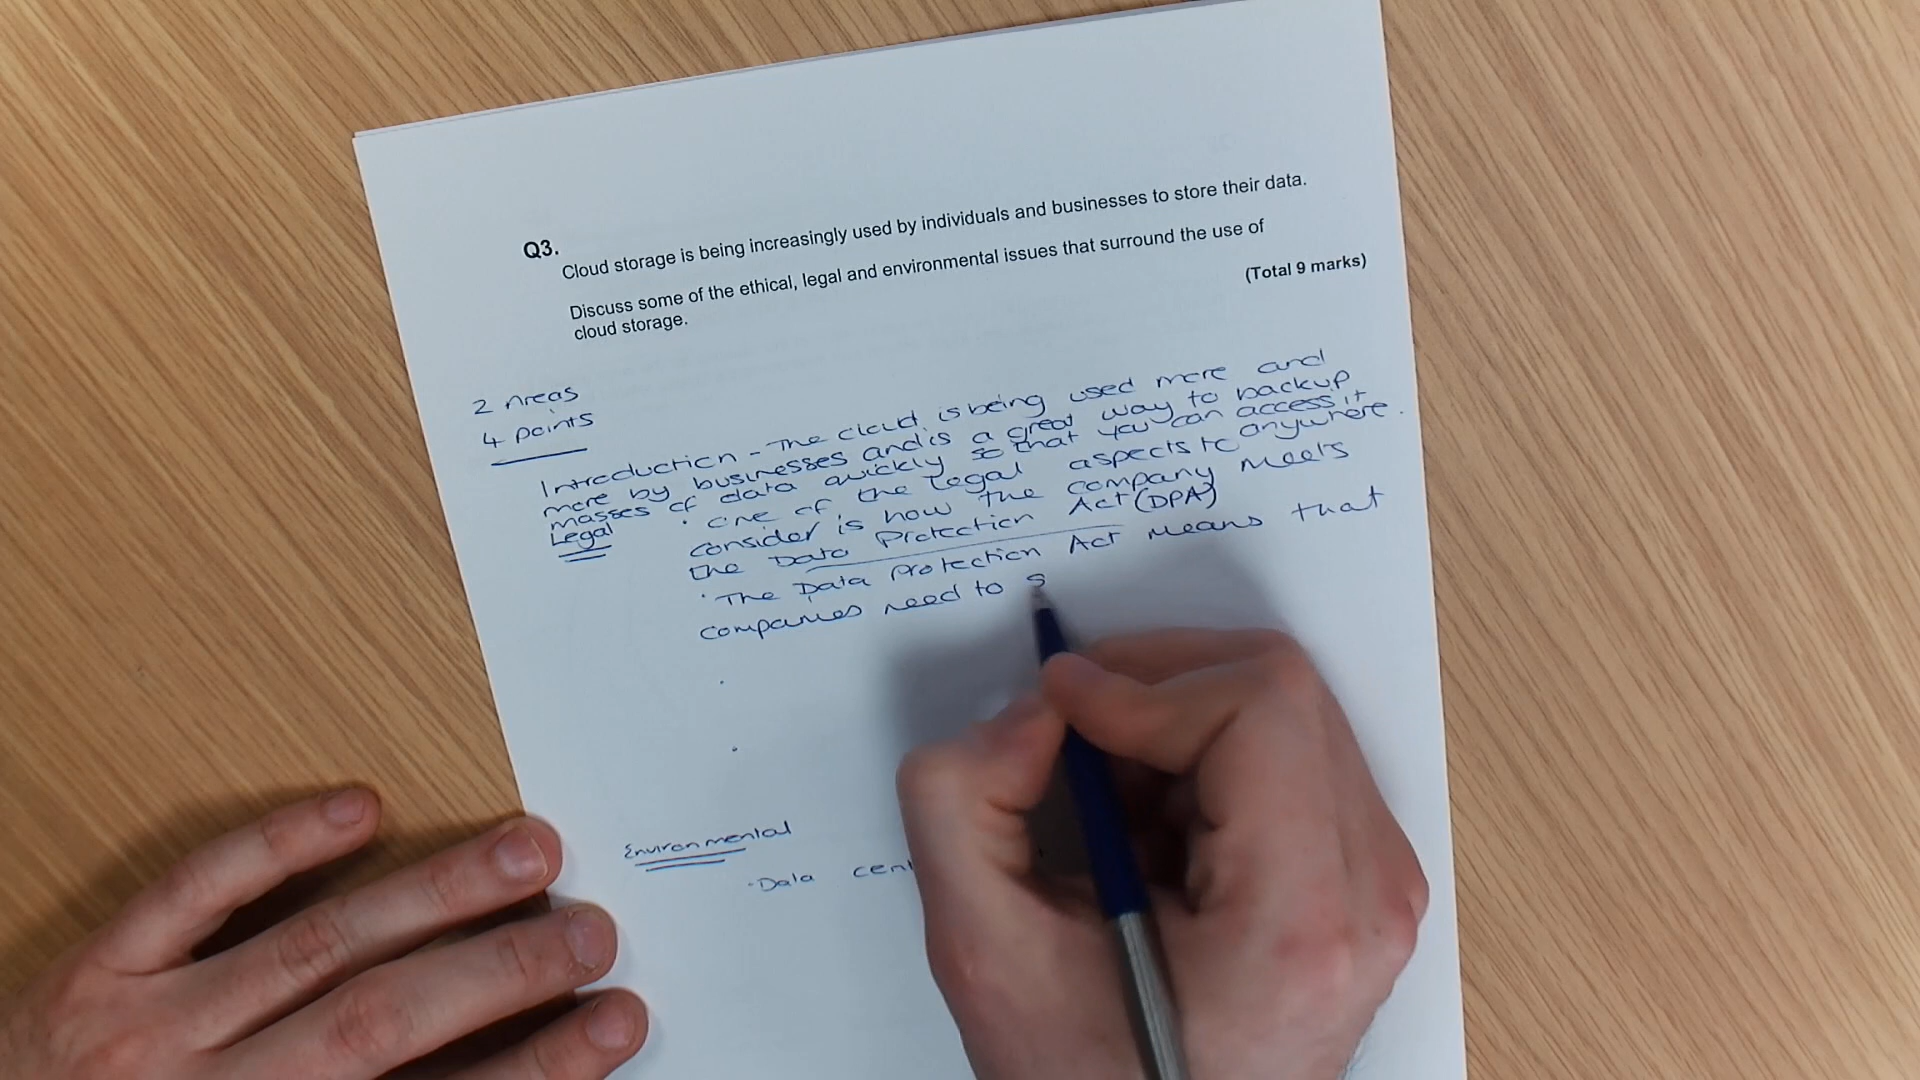 Q3.
Cloud storage is being increasingly used by individuals and businesses to store their data.
Discuss some of the ethical, legal and environmental issues that surround the use of
cloud storage.
(Total 9 marks)
2 Areas
4 points
Introduction - The cloud is being used more and
more by businesses and is a great way to backup
masses of data quickly so that you can access it
anywhere.
Legal
· One of the legal aspects to
consider is how the company meets
the Data Protection Act (DPA)
· The Data Protection Act means that
companies need to s
Environmental
· Data cent